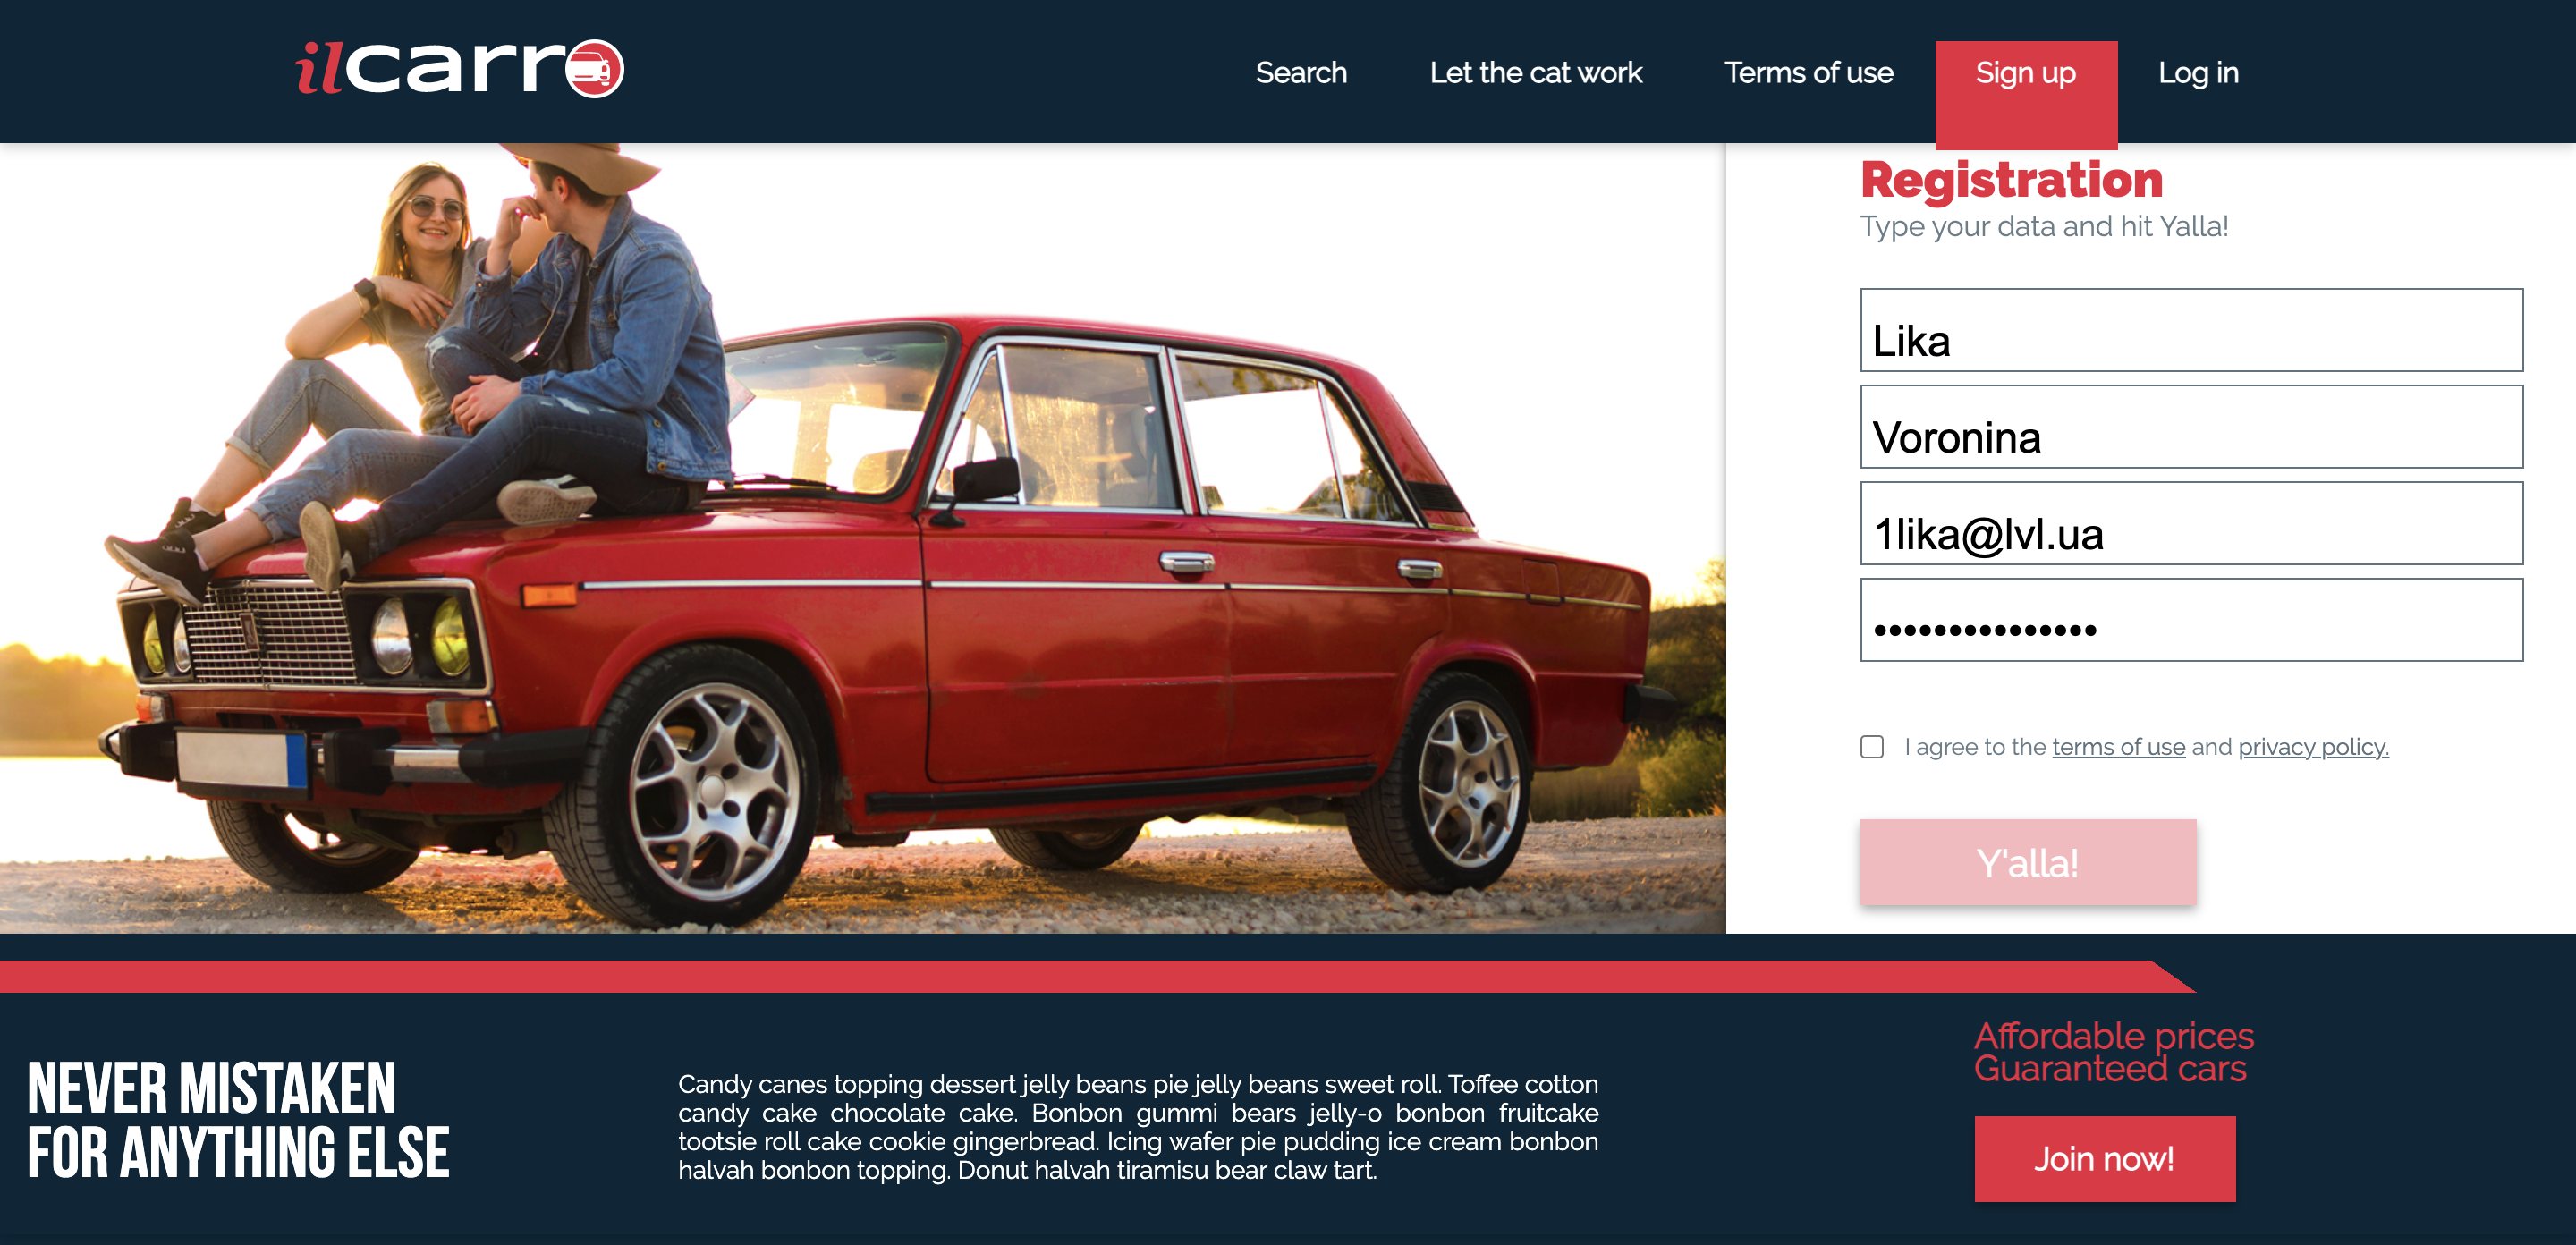 ilcarro
Search
Let the cat work
Terms of use
Sign up
Log in
Registration
Type your data and hit Yalla!
Lika
Voronina
1lika@lvl.ua
•••••••••••••••
I agree to the terms of use and privacy policy.
Y'alla!
NEVER MISTAKEN
FOR ANYTHING ELSE
Candy canes topping dessert jelly beans pie jelly beans sweet roll. Toffee cotton
candy cake chocolate cake. Bonbon gummi bears jelly-o bonbon fruitcake
tootsie roll cake cookie gingerbread. Icing wafer pie pudding ice cream bonbon
halvah bonbon topping. Donut halvah tiramisu bear claw tart.
Affordable prices
Guaranteed cars
Join now!